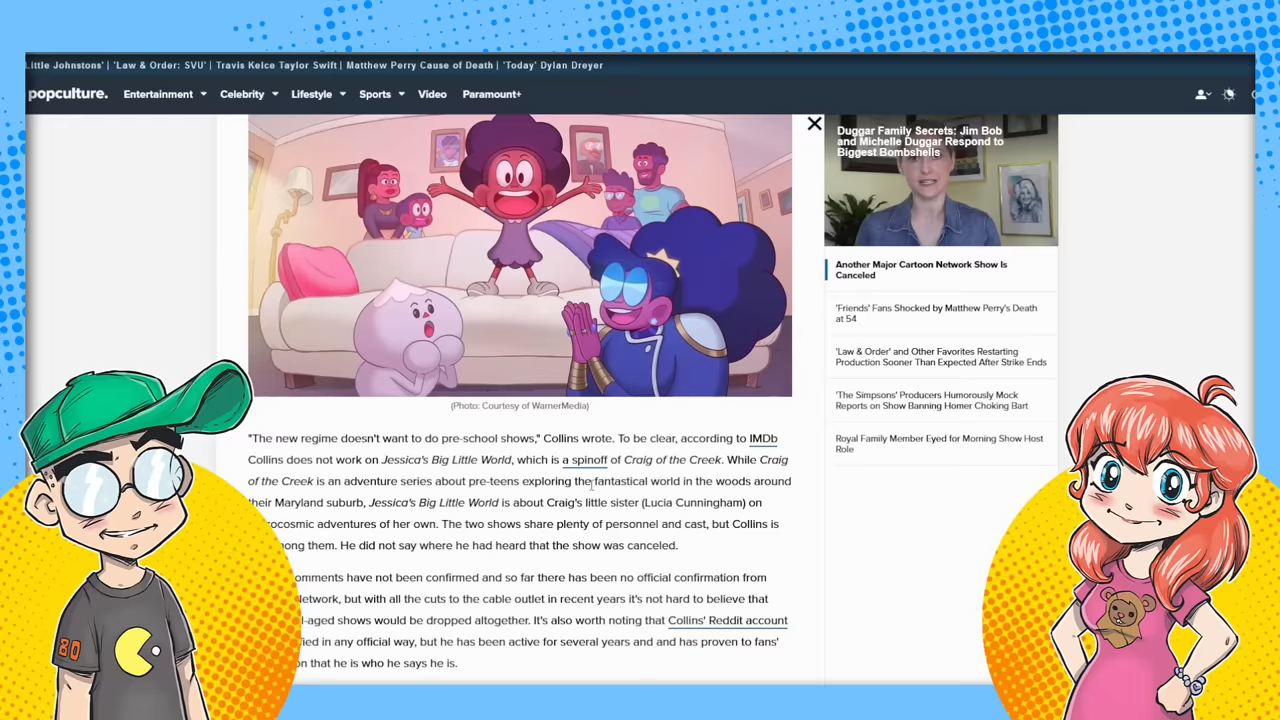 Little Johnstons' | 'Law & Order: SVU' | Travis Kelce Taylor Swift | Matthew Perry Cause of Death | 'Today' Dylan Dreyer
popculture. Entertainment Celebrity Lifestyle Sports Video Paramount+
Duggar Family Secrets: Jim Bob
and Michelle Duggar Respond to
Biggest Bombshells
(Photo: Courtesy of WarnerMedia)
"The new regime doesn't want to do pre-school shows," Collins wrote. To be clear, according to IMDb
Collins does not work on Jessica's Big Little World, which is a spinoff of Craig of the Creek. While Craig
of the Creek is an adventure series about pre-teens exploring the fantastical world in the woods around
their Maryland suburb, Jessica's Big Little World is about Craig's little sister (Lucia Cunningham) on
adventures of her own. The two shows share plenty of personnel and cast, but Collins is
them. He did not say where he had heard that the show was canceled.
comments have not been confirmed and so far there has been no official confirmation from
Network, but with all the cuts to the cable outlet in recent years it's not hard to believe that
shows would be dropped altogether. It's also worth noting that Collins' Reddit account
in any official way, but he has been active for several years and and has proven to fans'
that he is who he says he is.
Another Major Cartoon Network Show Is
Canceled
'Friends' Fans Shocked by Matthew Perry's Death
at 54
'Law & Order' and Other Favorites Restarting
Production Sooner Than Expected After Strike Ends
'The Simpsons' Producers Humorously Mock
Reports on Show Banning Homer Choking Bart
Royal Family Member Eyed for Morning Show Host
Role
80